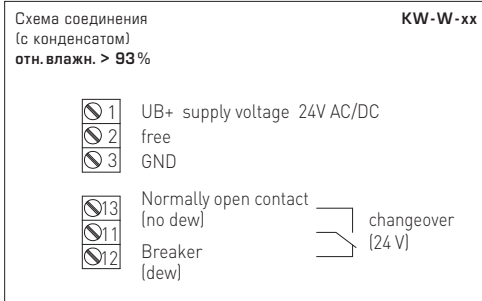 Схема соединения KW-W-xx
(с конденсатом)
отн. влажн. > 93%
1 UB+ supply voltage 24V AC/DC
2 free
3 GND
13 Normally open contact
(no dew)
11 changeover
(24 V)
12 Breaker
(dew)